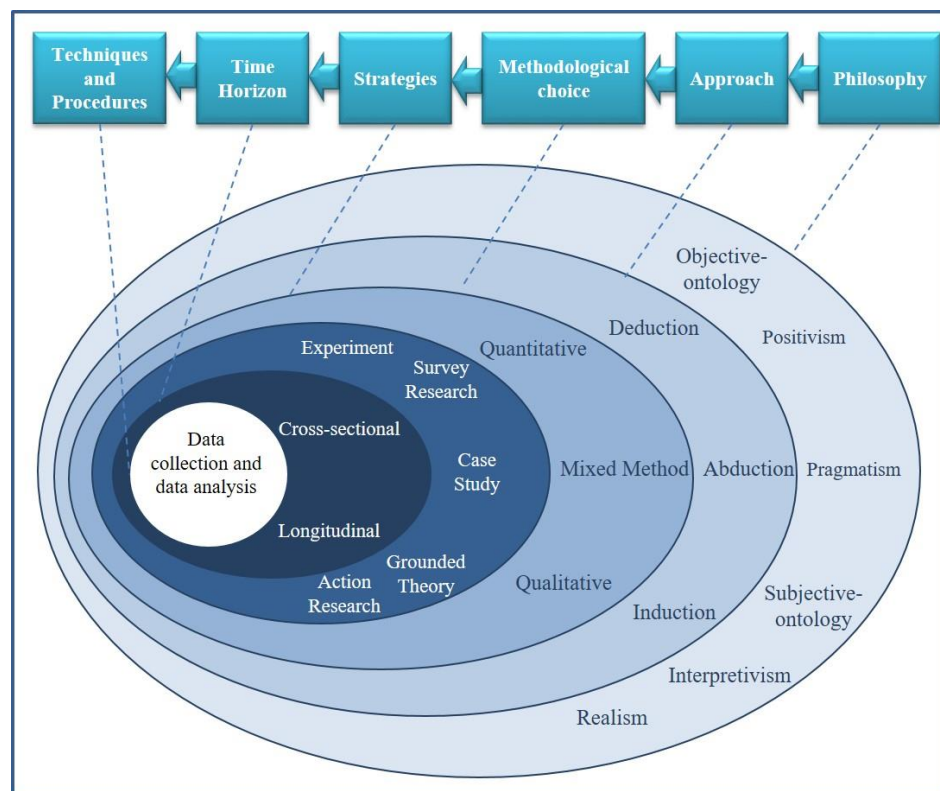 Techniques
and
Procedures
Time
Horizon
Strategies
Methodological
choice
Approach
Philosophy
Objective-
ontology
Deduction
Positivism
Experiment
Quantitative
Survey
Research
Data
collection and
data analysis
Cross-sectional
Case
Study
Mixed Method
Abduction
Pragmatism
Longitudinal
Grounded
Theory
Action
Research
Qualitative
Subjective-
ontology
Induction
Interpretivism
Realism